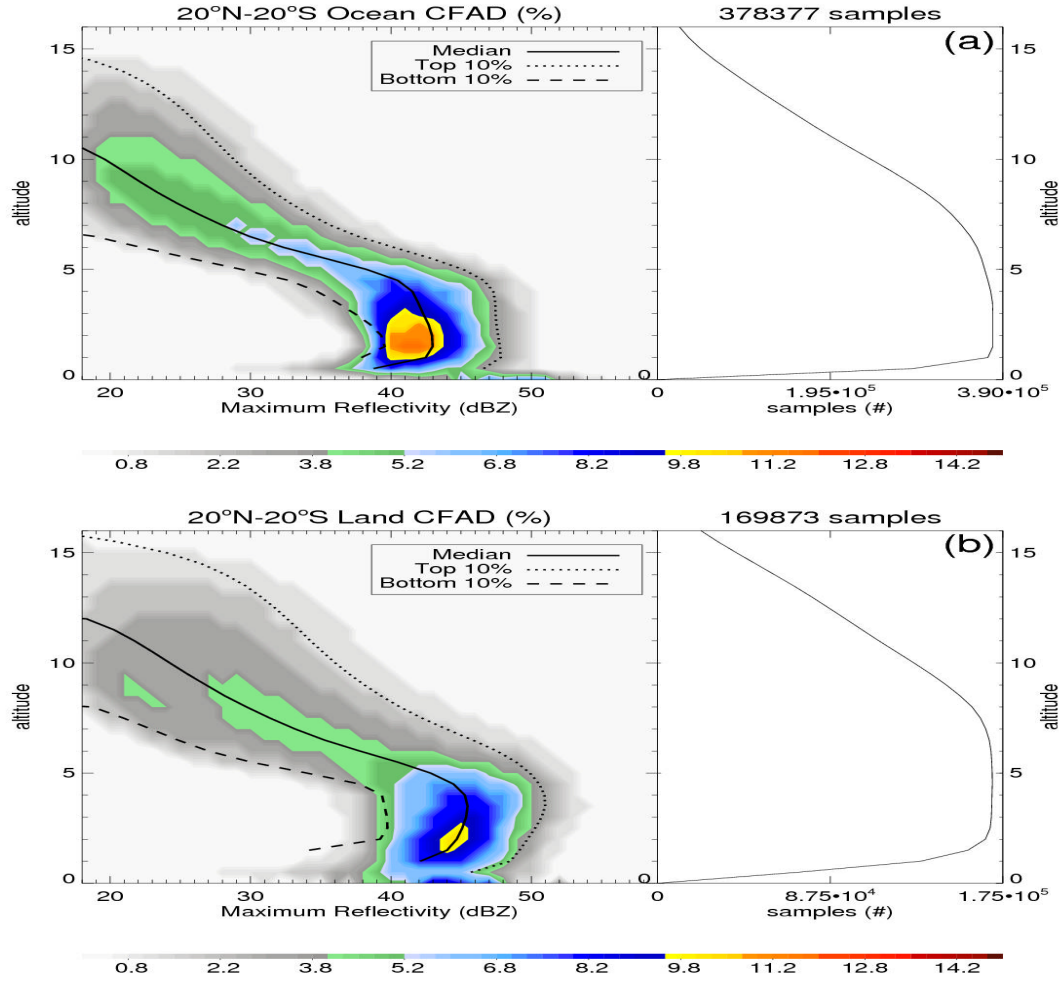 20°N-20°S Ocean CFAD (%)
378377 samples
(a)
Median
Top 10%
Bottom 10%
15
10
5
0
altitude
20
30
40
50
Maximum Reflectivity (dBZ)
15
10
5
0
altitude
0
1.95•10⁵
3.90•10⁵
samples (#)
0.8 2.2 3.8 5.2 6.8 8.2 9.8 11.2 12.8 14.2
20°N-20°S Land CFAD (%)
169873 samples
(b)
Median
Top 10%
Bottom 10%
15
10
5
0
altitude
20
30
40
50
Maximum Reflectivity (dBZ)
15
10
5
0
altitude
0
8.75•10⁴
1.75•10⁵
samples (#)
0.8 2.2 3.8 5.2 6.8 8.2 9.8 11.2 12.8 14.2